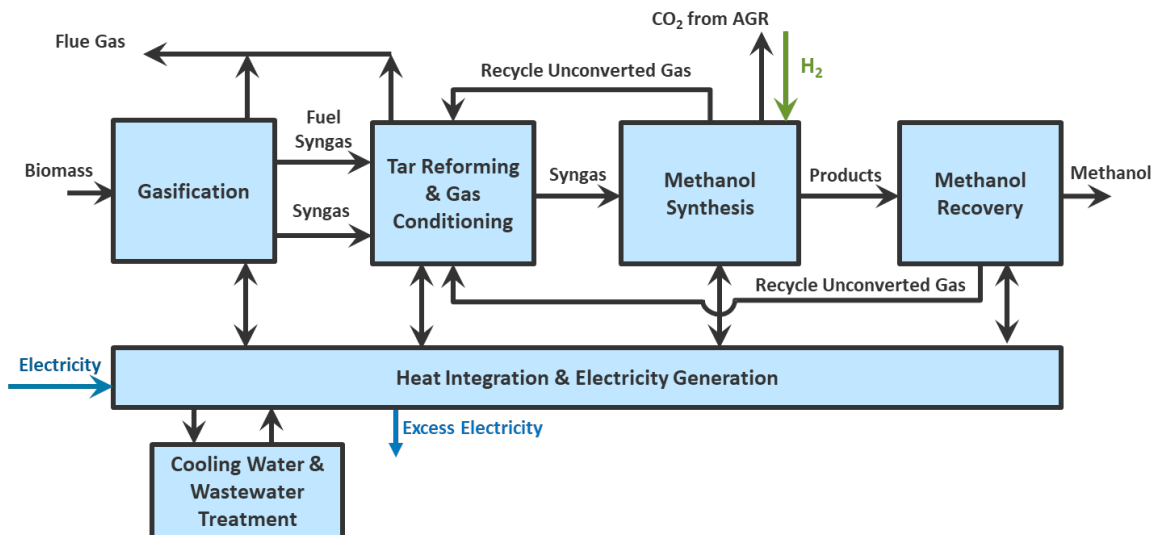 CO₂ from AGR
Flue Gas
H₂
Recycle Unconverted Gas
Fuel
Syngas
Biomass
Gasification
Tar Reforming
& Gas
Conditioning
Syngas
Methanol
Synthesis
Products
Methanol
Recovery
Methanol
Syngas
Recycle Unconverted Gas
Electricity
Heat Integration & Electricity Generation
Excess Electricity
Cooling Water &
Wastewater
Treatment